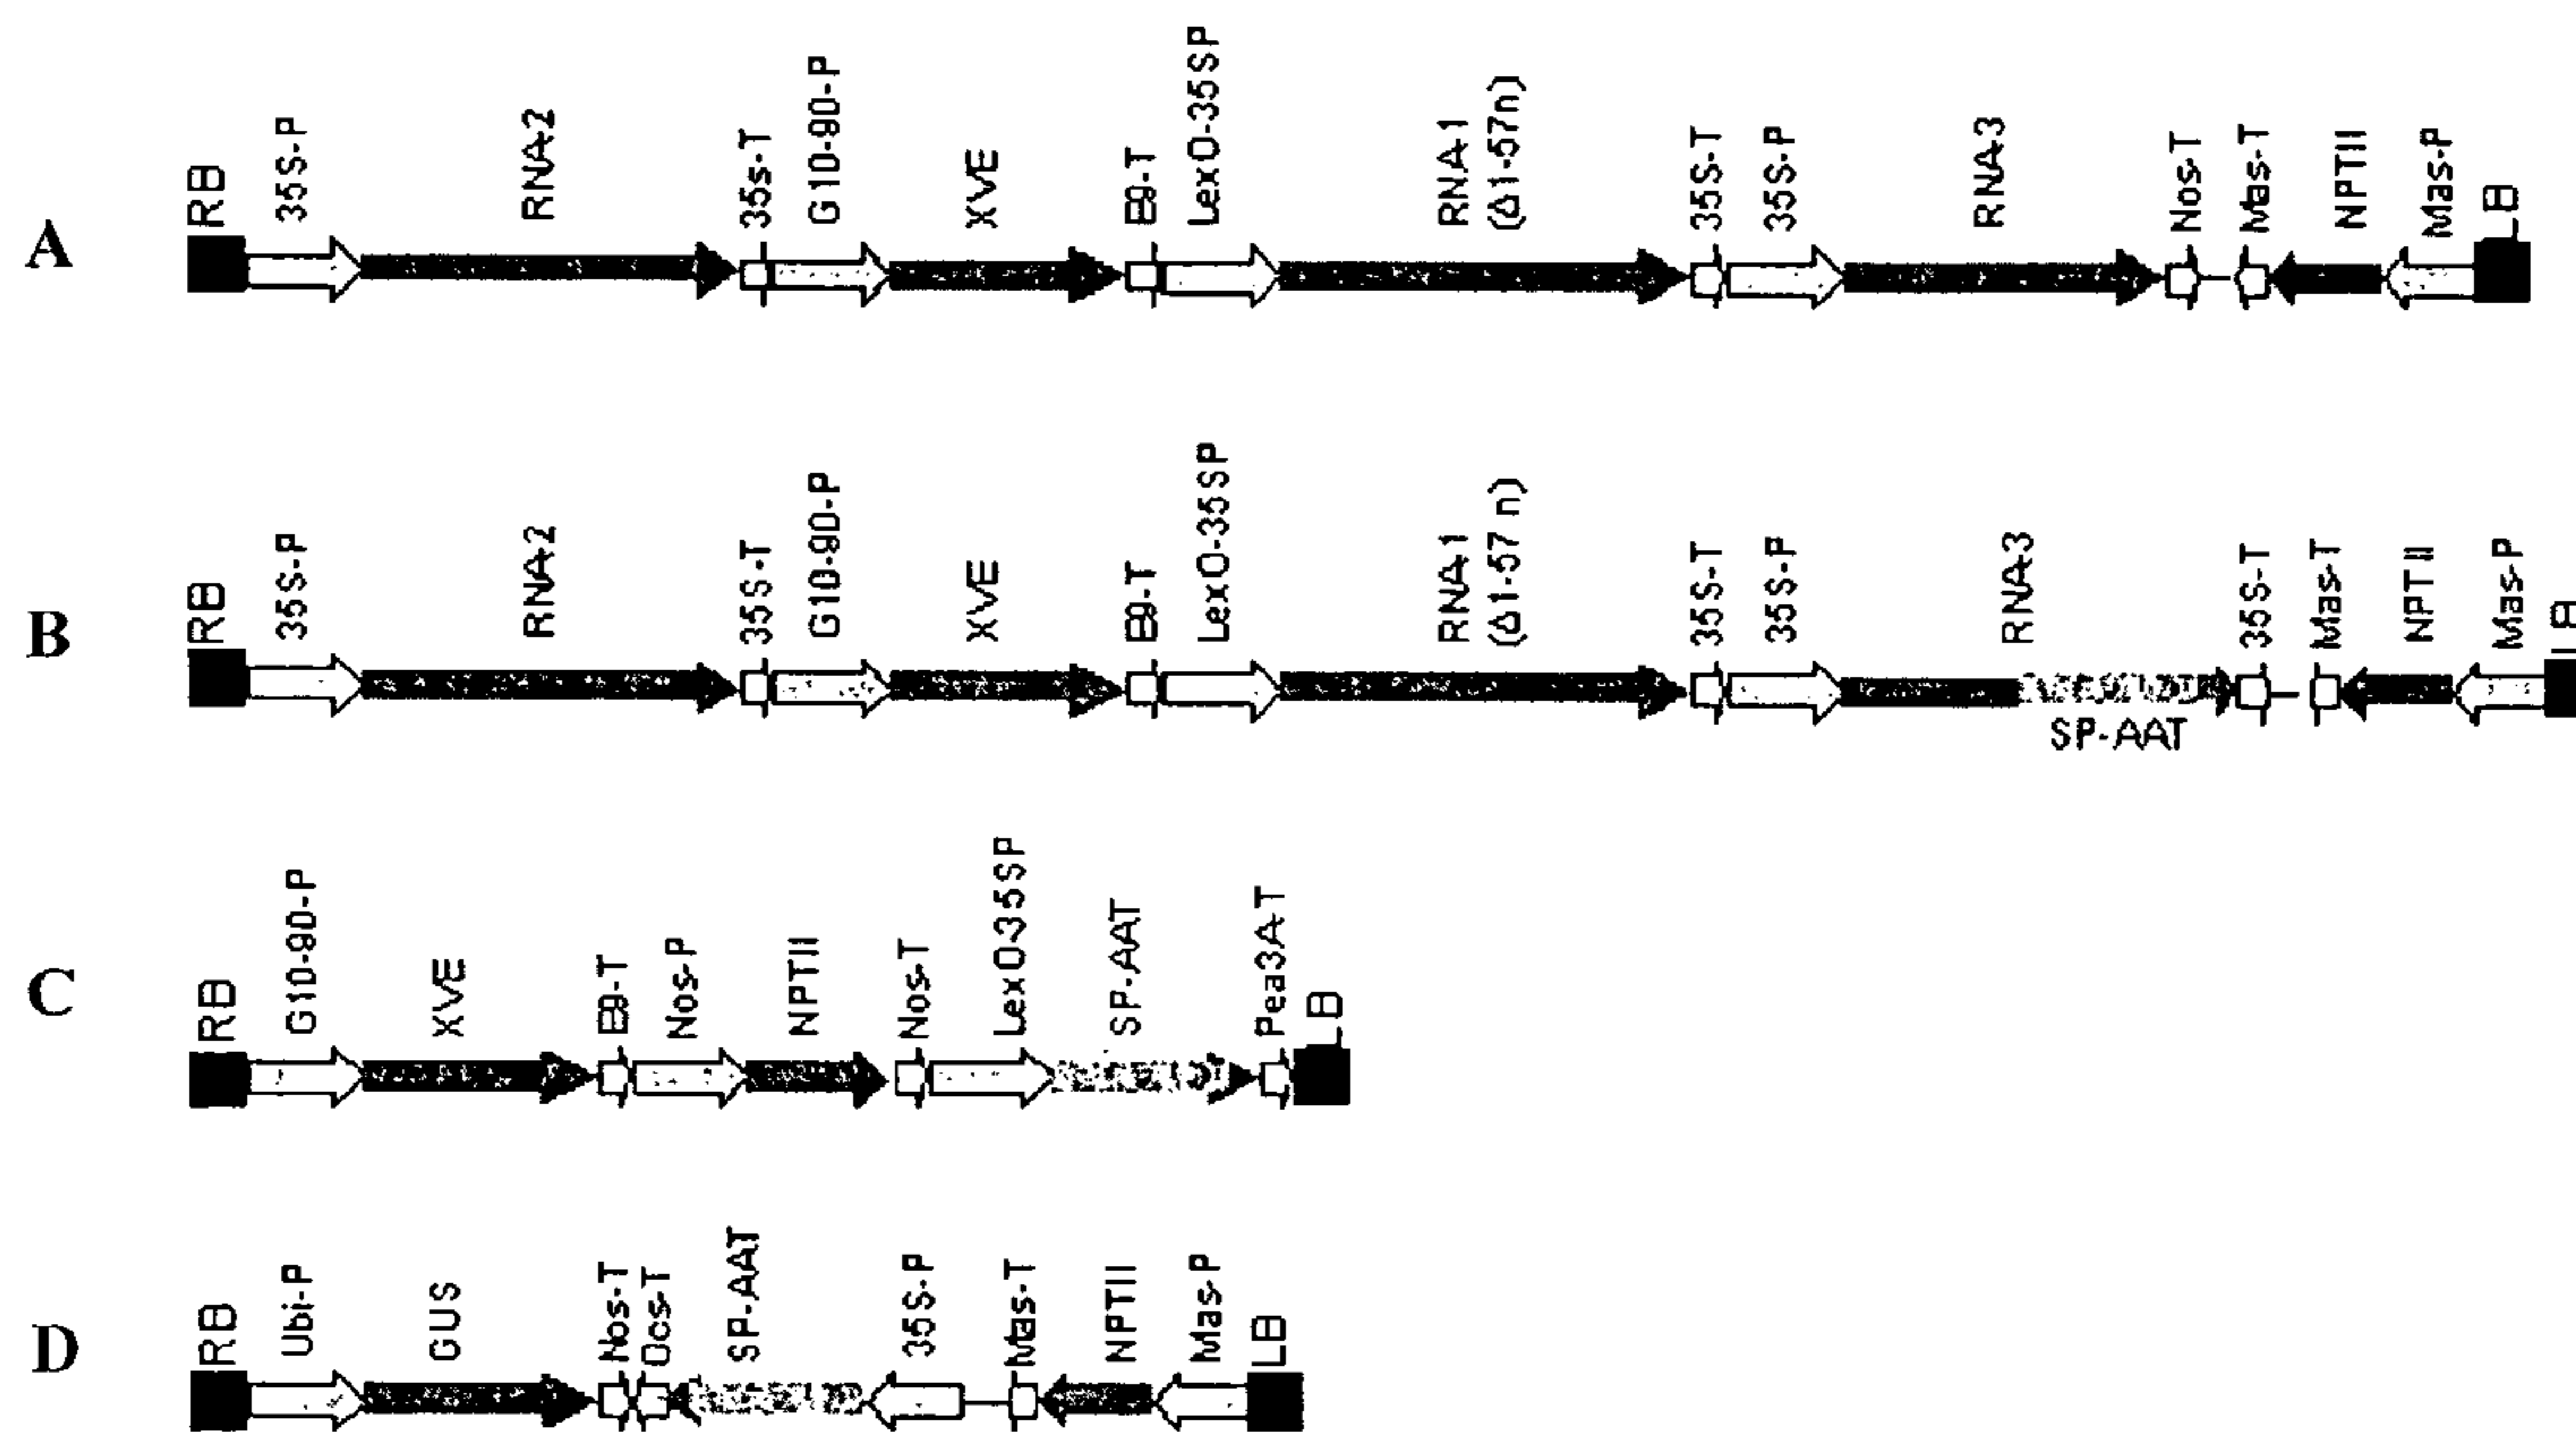 A
RB
35S-P
RNA-2
35s-T
G10-90-P
XVE
E9-T
LexO-35SP
RNA-1
(Δ1-57n)
35S-T
35S-P
RNA-3
Nos-T
Mas-T
NPTII
Mas-P
LB
B
RB
35S-P
RNA-2
35S-T
G10-90-P
XVE
E9-T
LexO-35SP
RNA-1
(Δ1-57 n)
35S-T
35S-P
RNA-3
SP-AAT
35S-T
Mas-T
NPTII
Mas-P
LB
C
RB
G10-90-P
XVE
E9-T
Nos-P
NPTII
Nos-T
LexO-35SP
SP-AAT
Pea3A-T
LB
D
RB
Ubi-P
GUS
Nos-T
Ocs-T
SP-AAT
35S-P
Mas-T
NPTII
Mas-P
LB